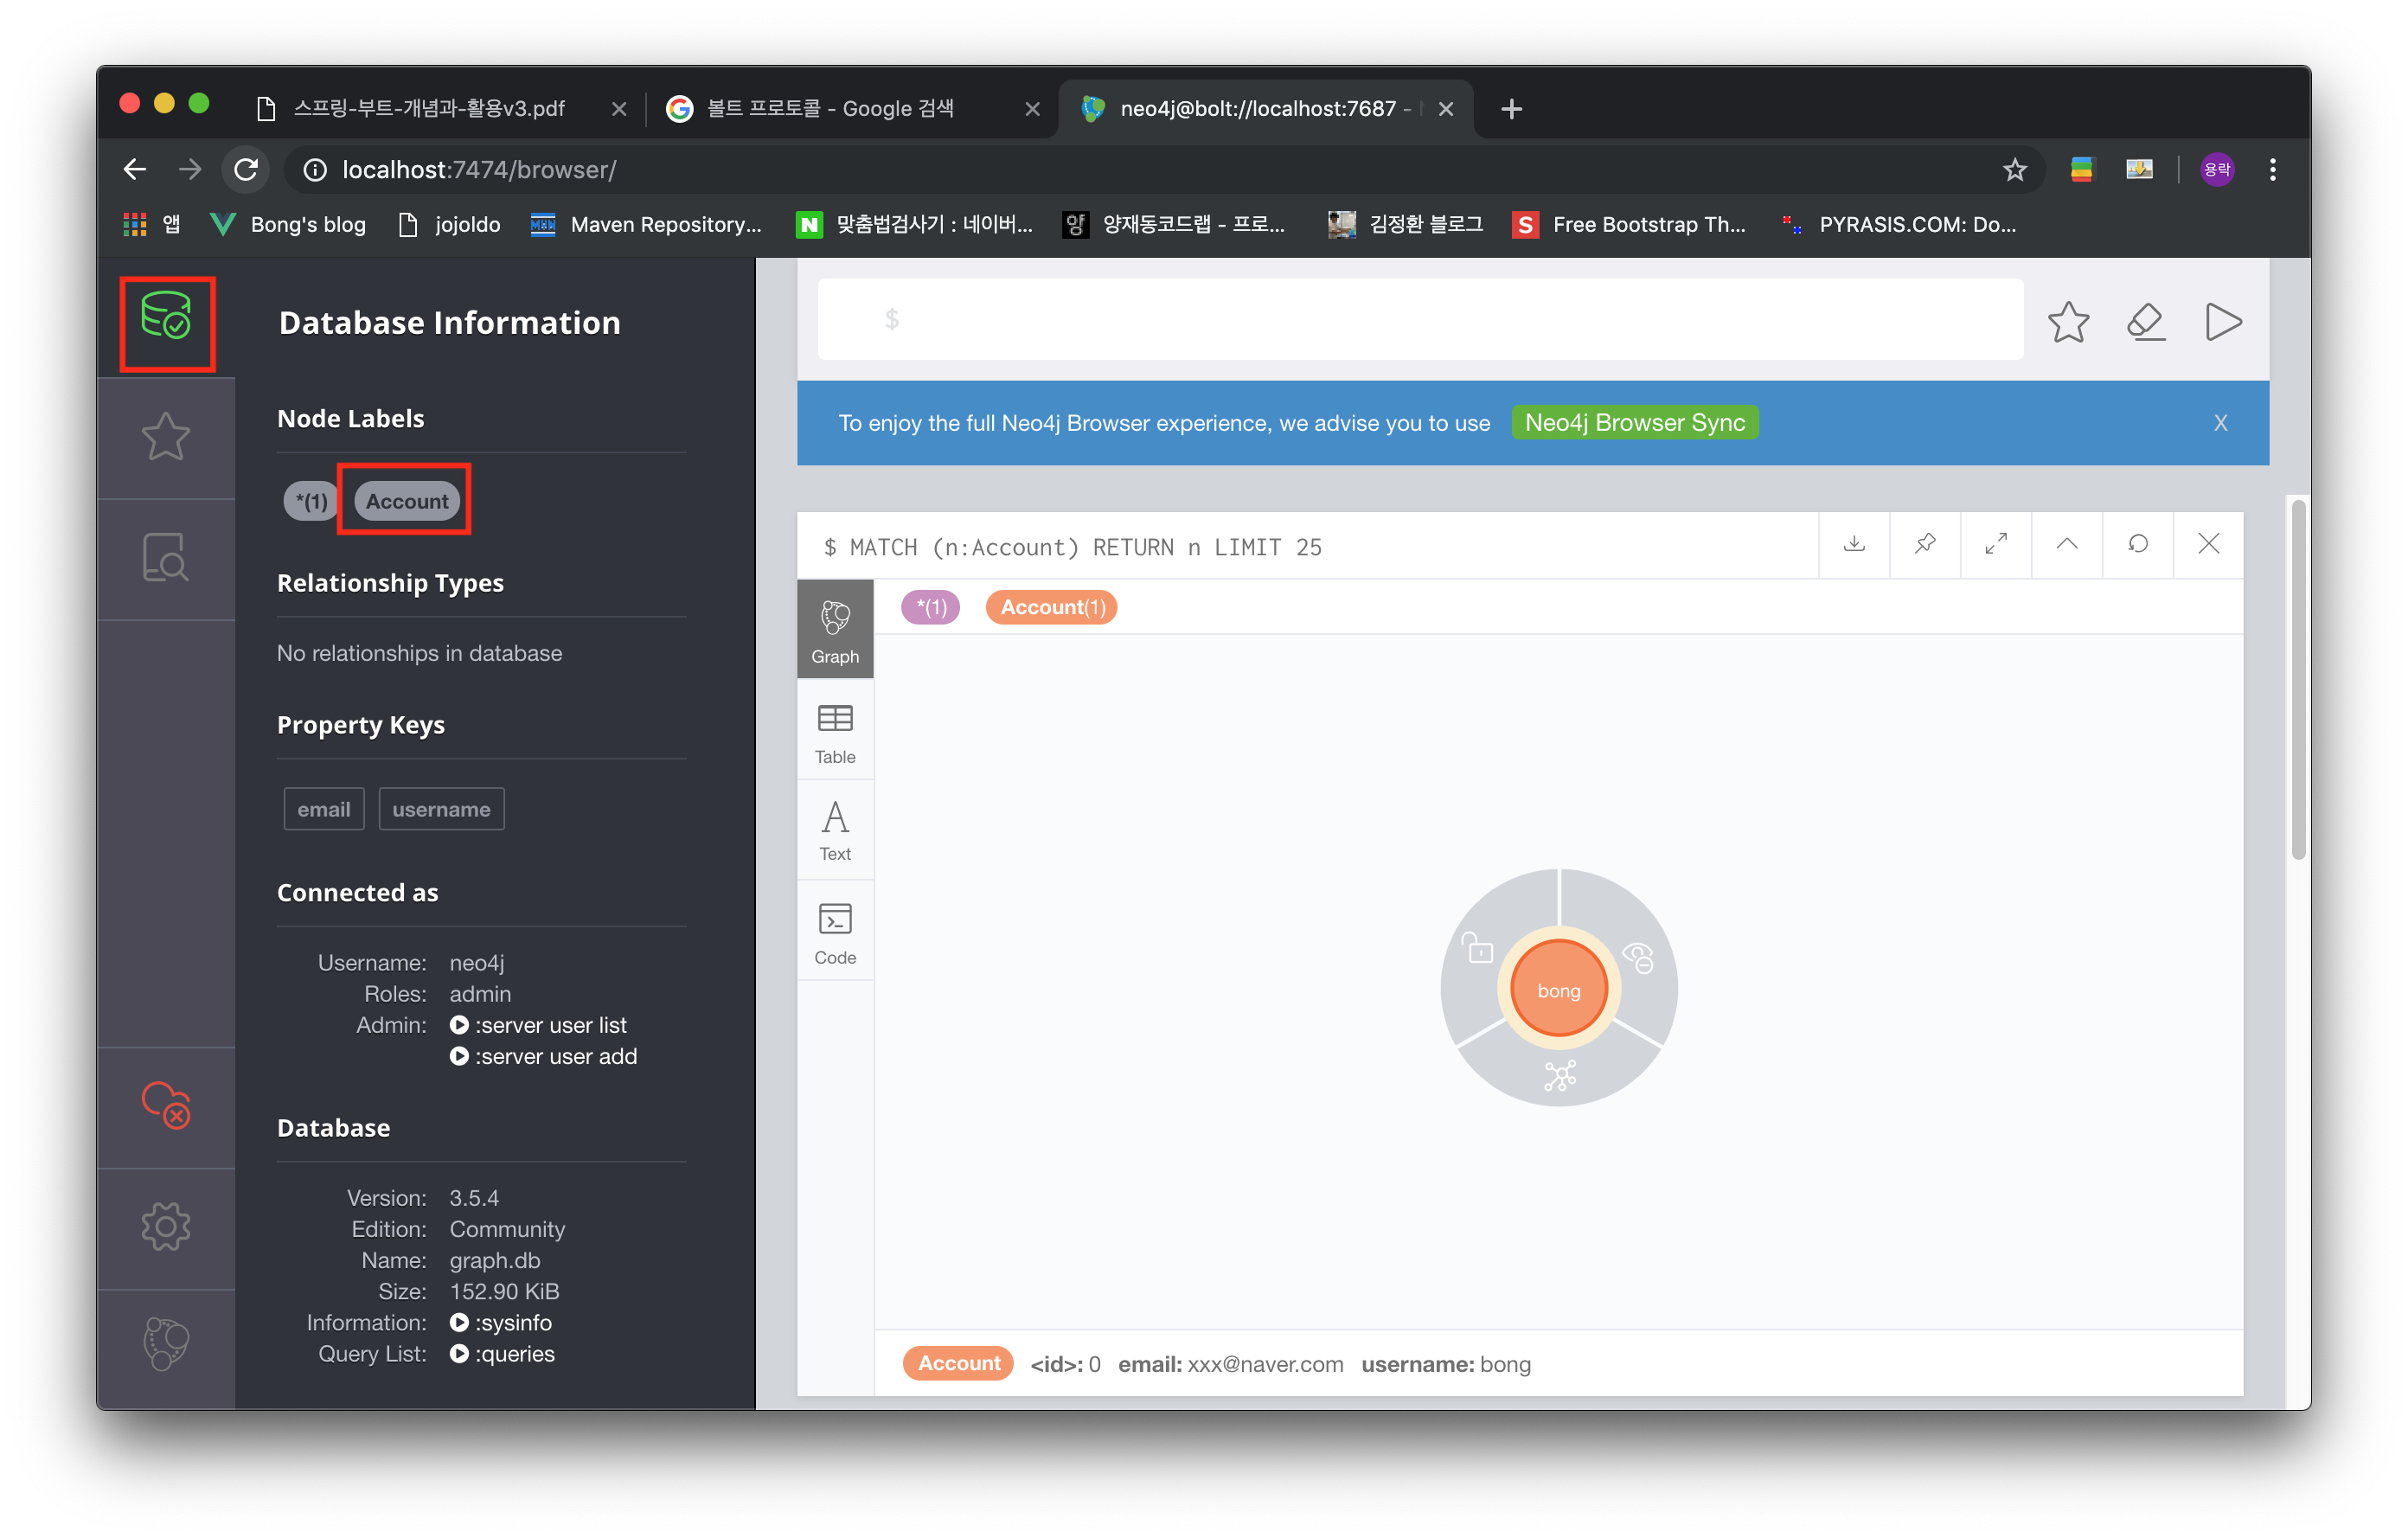 스프링-부트-개념과-활용v3.pdf
볼트 프로토콜 - Google 검색
neo4j@bolt://localhost:7687 -
localhost:7474/browser/
용락
앱
Bong's blog
jojoldo
Maven Repository...
맞춤법검사기 : 네이버...
양재동코드랩 - 프로...
김정환 블로그
Free Bootstrap Th...
PYRASIS.COM: Do...
Database Information
Node Labels
*(1) Account
Relationship Types
No relationships in database
Property Keys
email username
Connected as
Username: neo4j
Roles: admin
Admin: :server user list
:server user add
Database
Version: 3.5.4
Edition: Community
Name: graph.db
Size: 152.90 KiB
Information: :sysinfo
Query List: :queries
$
To enjoy the full Neo4j Browser experience, we advise you to use Neo4j Browser Sync X
$ MATCH (n:Account) RETURN n LIMIT 25
*(1) Account(1)
Graph
Table
Text
Code
bong
Account <id>: 0 email: xxx@naver.com username: bong